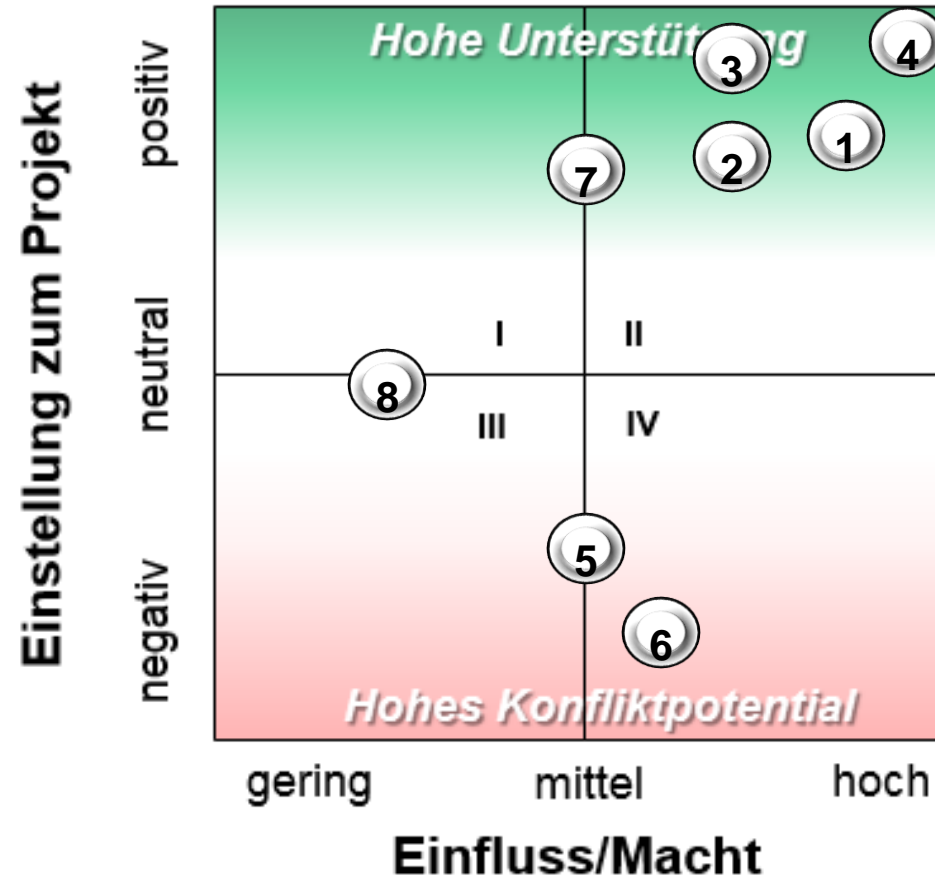 Einstellung zum Projekt
positiv
neutral
negativ
Hohe Unterstützung
3
4
1
2
7
I
II
8
III
IV
5
6
Hohes Konfliktpotential
gering
mittel
hoch
Einfluss/Macht